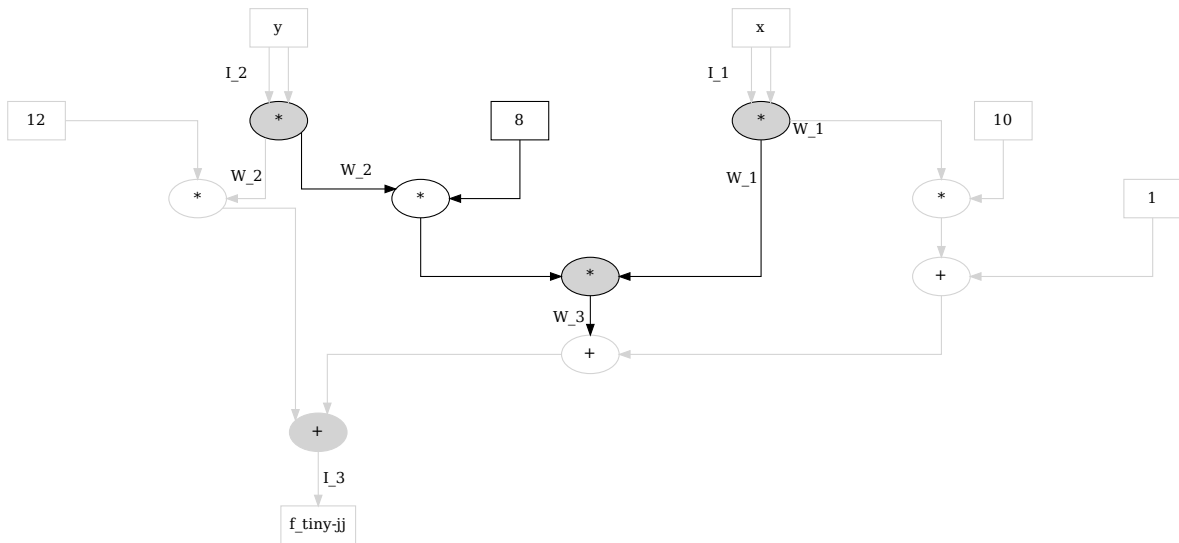 y x
I_2 I_1
12 * 8 * W_1 10
W_2 W_2 W_1
* * * 1
* +
W_3
+
+
I_3
f_tiny-jj